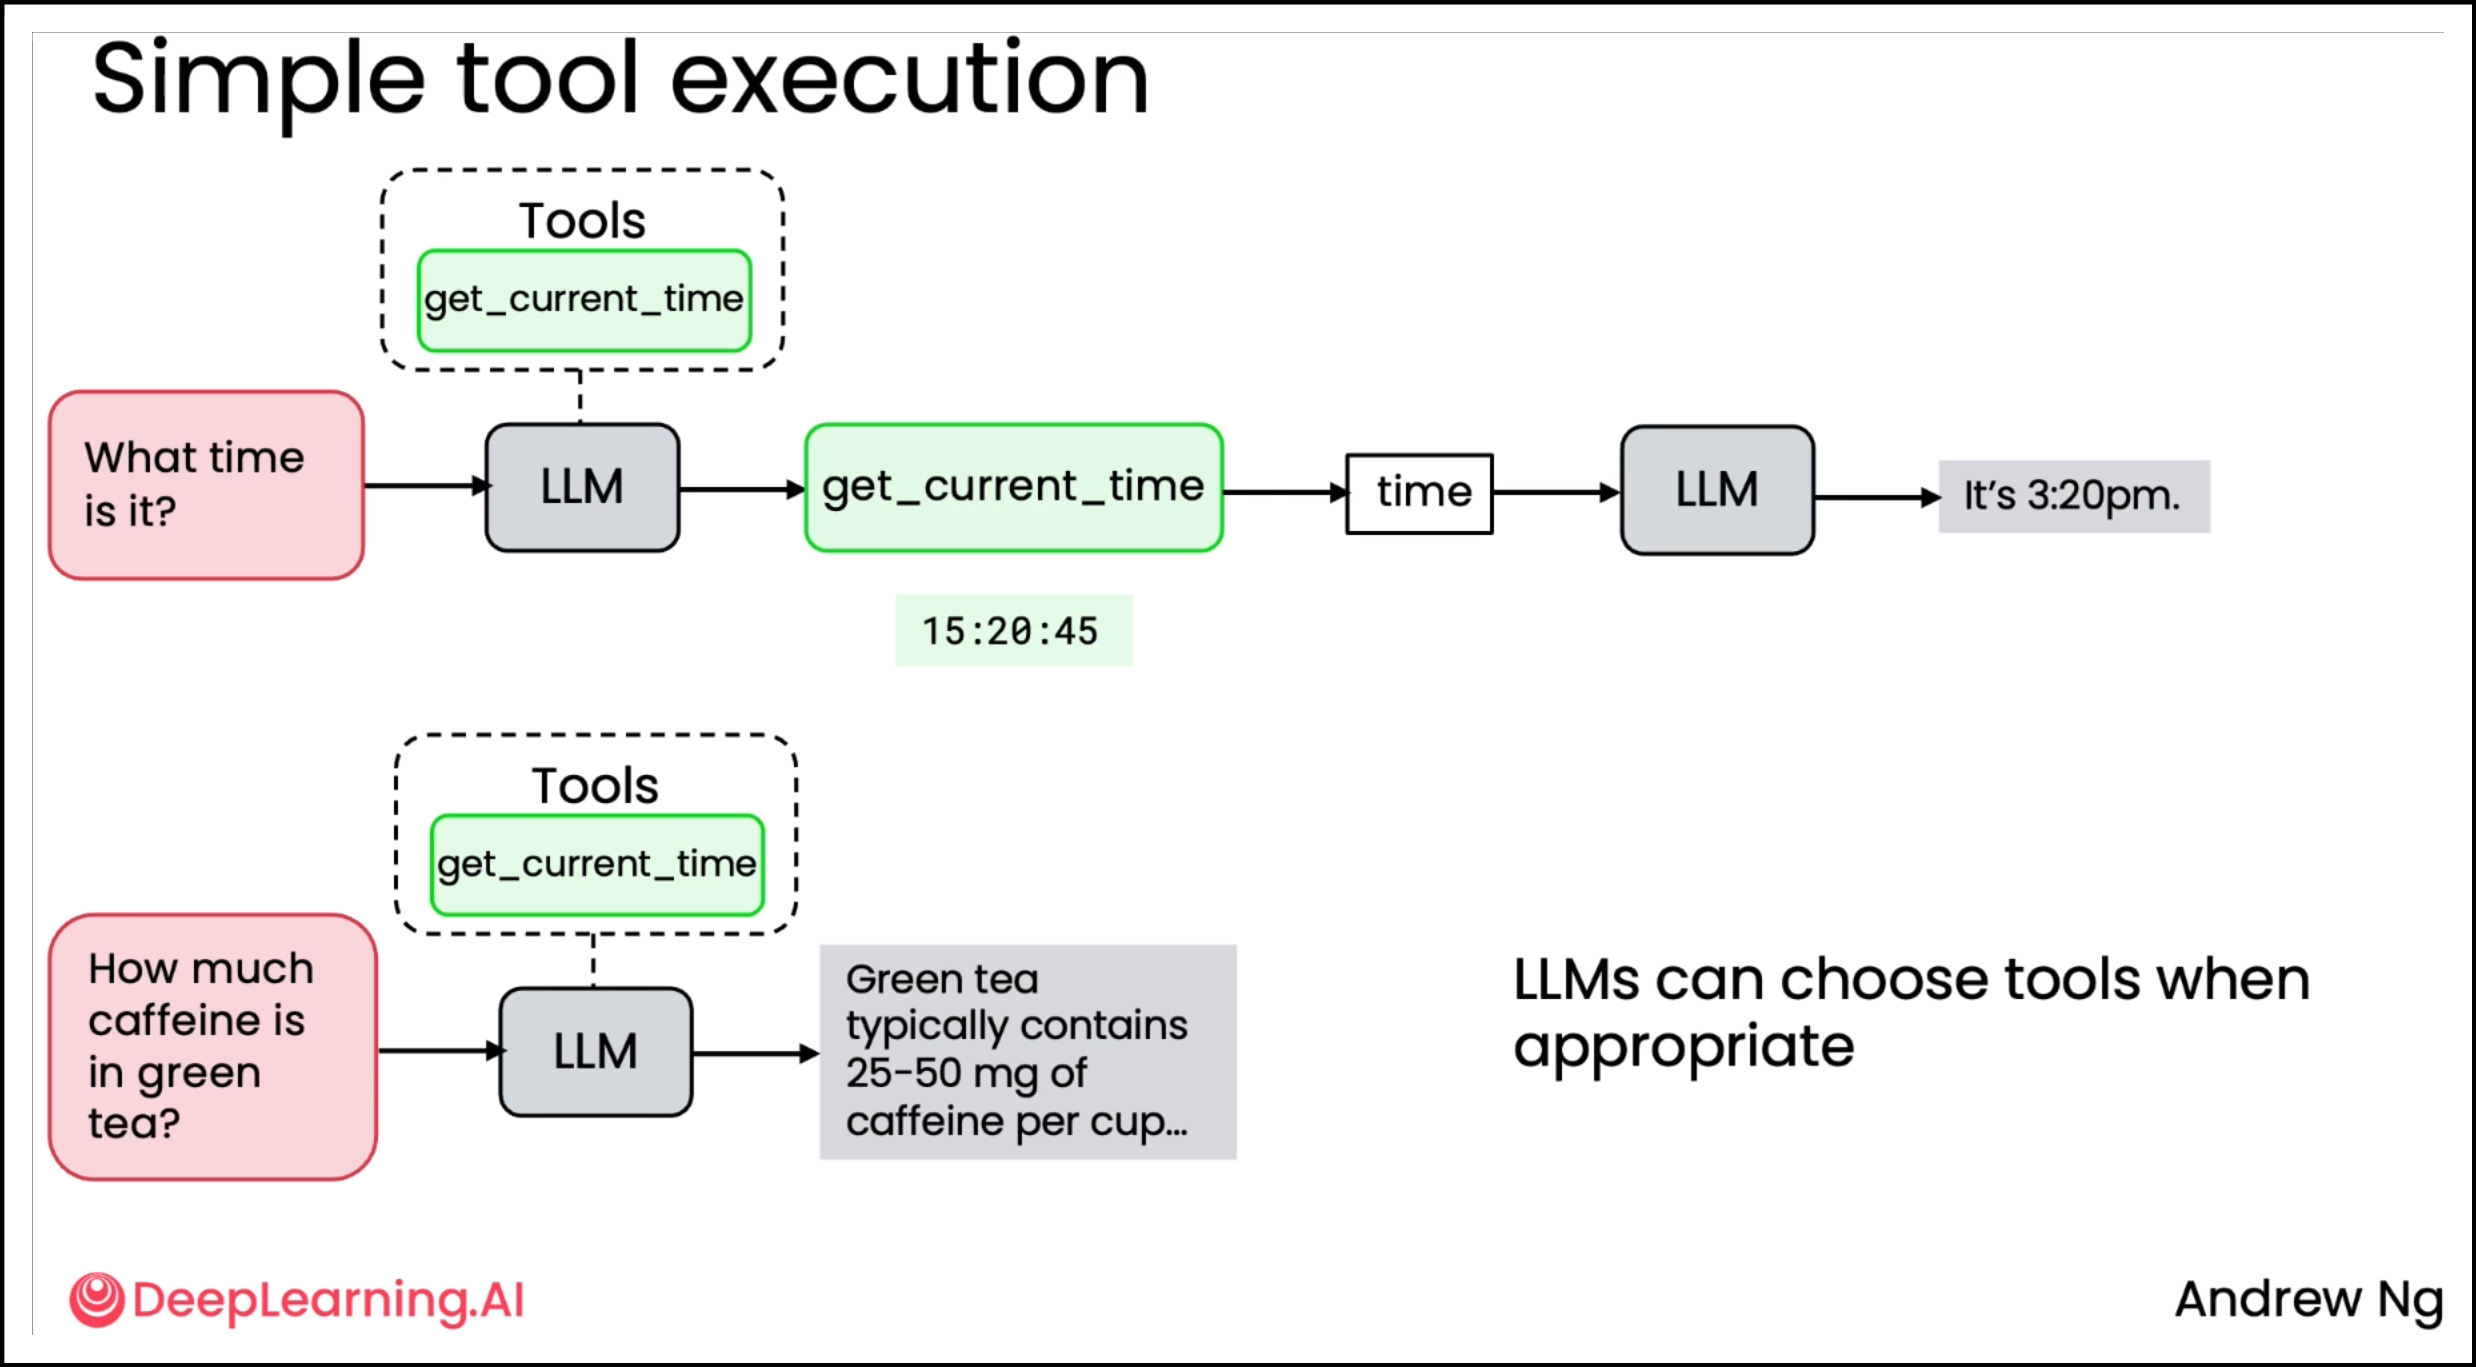 Simple tool execution
Tools
get_current_time
What time
is it?
LLM
get_current_time
time
LLM
It's 3:20pm.
15:20:45
Tools
get_current_time
How much
caffeine is
in green
tea?
LLM
Green tea
typically contains
25-50 mg of
caffeine per cup...
LLMs can choose tools when
appropriate
DeepLearning.AI
Andrew Ng